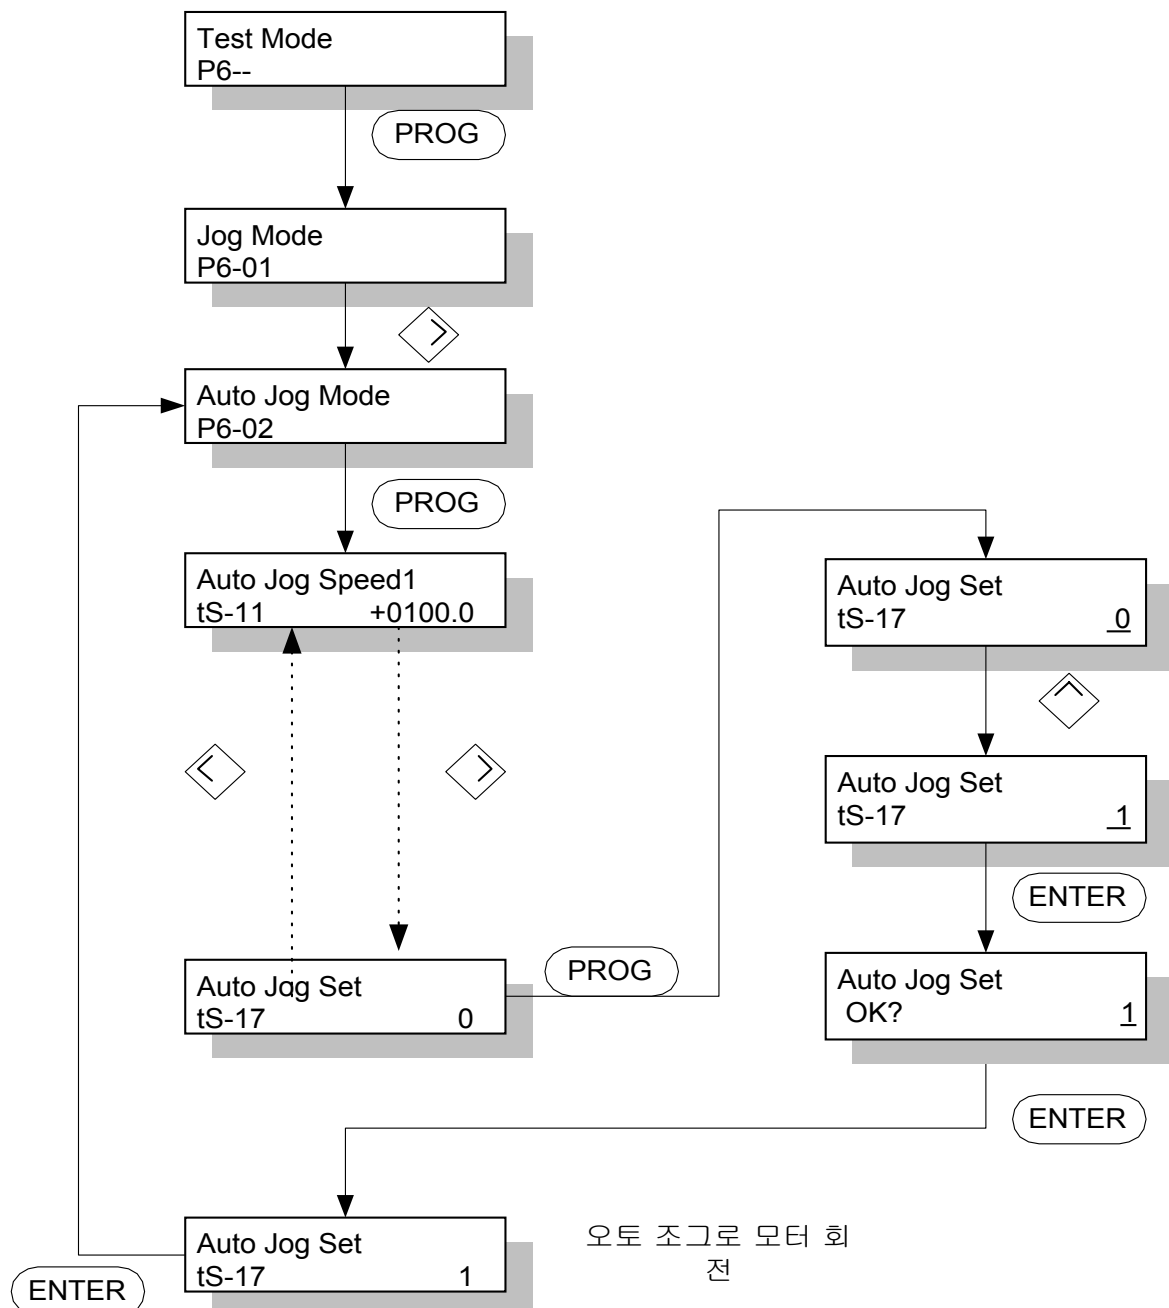 Test Mode
P6--
PROG
Jog Mode
P6-01
Auto Jog Mode
P6-02
PROG
Auto Jog Speed1
tS-11 +0100.0
Auto Jog Set
tS-17 0
PROG
Auto Jog Set
tS-17 0
Auto Jog Set
tS-17 1
ENTER
Auto Jog Set
OK? 1
ENTER
Auto Jog Set
tS-17 1
오토 조그로 모터 회
전
ENTER